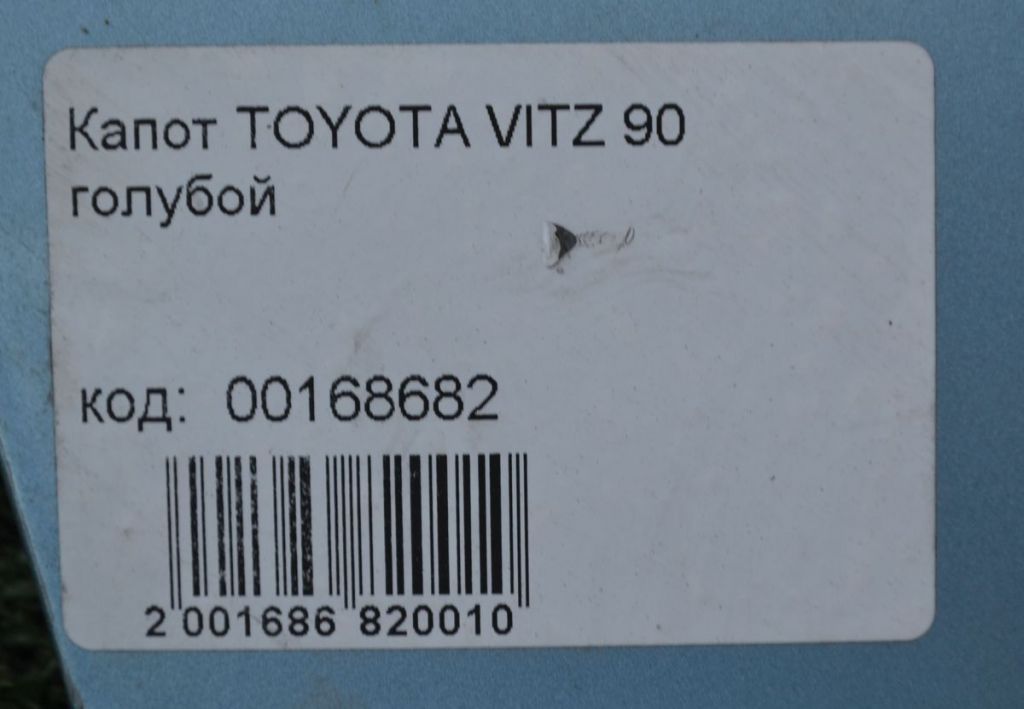 Капот TOYOTA VITZ 90
голубой
код: 00168682
2 001686 820010